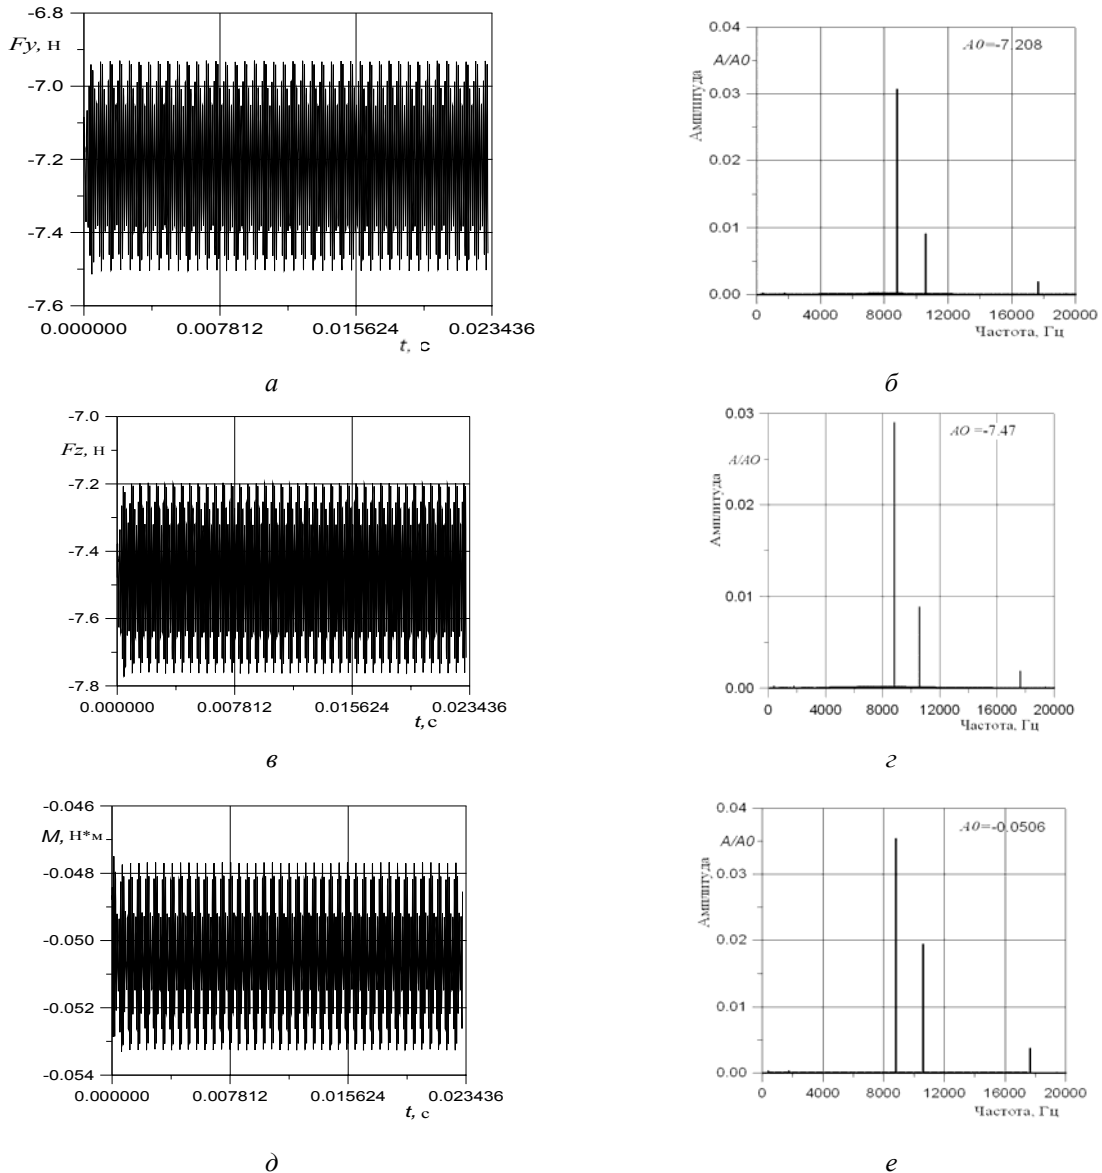 -6.8
Fy, н
-7.0
-7.2
-7.4
-7.6
0.000000 0.007812 0.015624 0.023436
t, с
а
0.04
A/A0
A0=-7.208
0.03
0.02
0.01
0.00
Амплитуда
0 4000 8000 12000 16000 20000
Частота, Гц
б
-7.0
Fz, н
-7.2
-7.4
-7.6
-7.8
0.000000 0.007812 0.015624 0.023436
t, с
в
0.03
AO =-7.47
A/AO
0.02
0.01
0.00
Амплитуда
0 4000 8000 12000 16000 20000
Частота, Гц
г
-0.046
M, Н*м
-0.048
-0.050
-0.052
-0.054
0.000000 0.007812 0.015624 0.023436
t, с
д
0.04
A0=-0.0506
A/A0
0.03
0.02
0.01
0.00
Амплитуда
0 4000 8000 12000 16000 20000
Частота, Гц
е